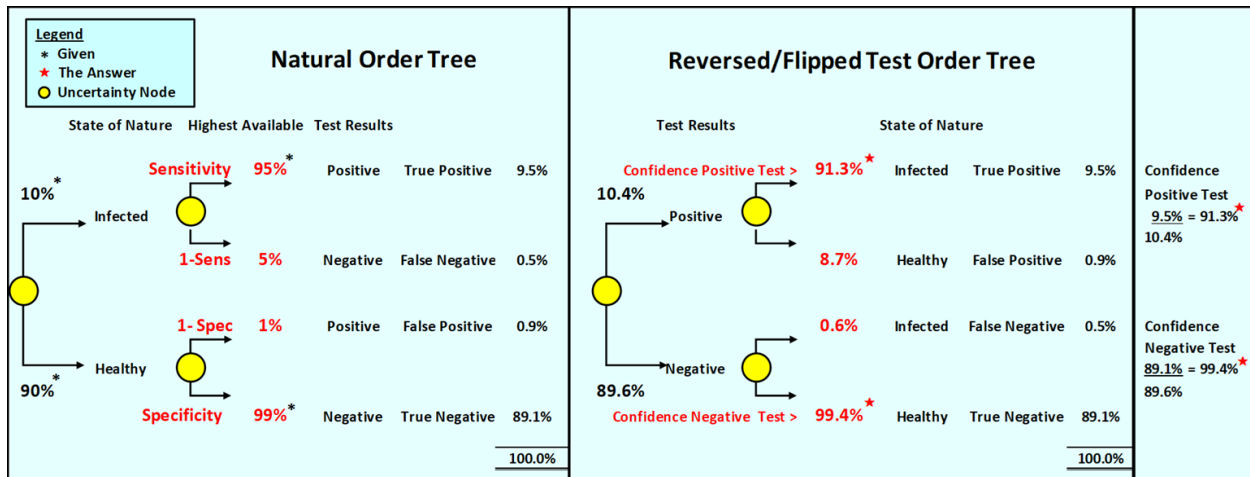 Legend
* Given
★ The Answer
Uncertainty Node
Natural Order Tree
State of Nature Highest Available Test Results
Sensitivity 95%* Positive True Positive 9.5%
10%*
Infected
1-Sens 5% Negative False Negative 0.5%
1- Spec 1% Positive False Positive 0.9%
Healthy
90%*
Specificity 99%* Negative True Negative 89.1%
100.0%
Reversed/Flipped Test Order Tree
Test Results State of Nature
Confidence Positive Test > 91.3%★ Infected True Positive 9.5%
10.4%
Positive
8.7% Healthy False Positive 0.9%
0.6% Infected False Negative 0.5%
Negative
89.6%
Confidence Negative Test > 99.4%★ Healthy True Negative 89.1%
100.0%
Confidence
Positive Test
9.5% = 91.3%★
10.4%
Confidence
Negative Test
89.1% = 99.4%★
89.6%